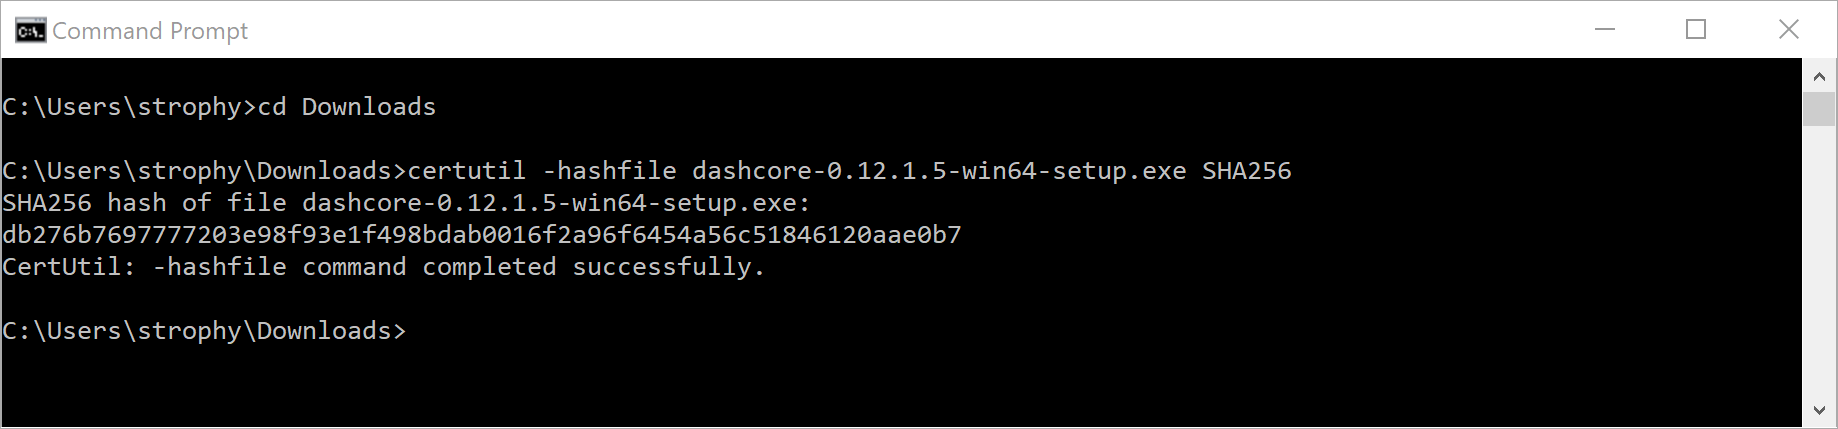 Command Prompt
C:\Users\strophy>cd Downloads
C:\Users\strophy\Downloads>certutil -hashfile dashcore-0.12.1.5-win64-setup.exe SHA256
SHA256 hash of file dashcore-0.12.1.5-win64-setup.exe:
db276b7697777203e98f93e1f498bdab0016f2a96f6454a56c51846120aae0b7
CertUtil: -hashfile command completed successfully.
C:\Users\strophy\Downloads>